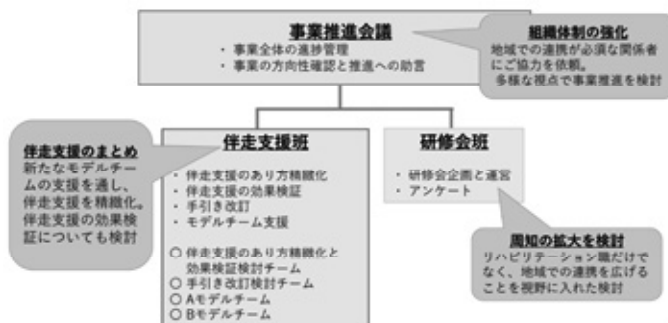 事業推進会議
・ 事業全体の進捗管理
・ 事業の方向性確認と推進への助言
組織体制の強化
地域での連携が必須な関係者
にご協力を依頼。
多様な視点で事業推進を検討
伴走支援のまとめ
新たなモデルチー
ムの支援を通し、
伴走支援を精緻化。
伴走支援の効果検
証についても検討
伴走支援班
・ 伴走支援のあり方精緻化
・ 伴走支援の効果検証
・ 手引き改訂
・ モデルチーム支援
○ 伴走支援のあり方精緻化と
効果検証検討チーム
○ 手引き改訂検討チーム
○ Aモデルチーム
○ Bモデルチーム
研修会班
・ 研修会企画と運営
・ アンケート
周知の拡大を検討
リハビリテーション職だけで
なく、地域での連携を広げる
ことを視野に入れた検討